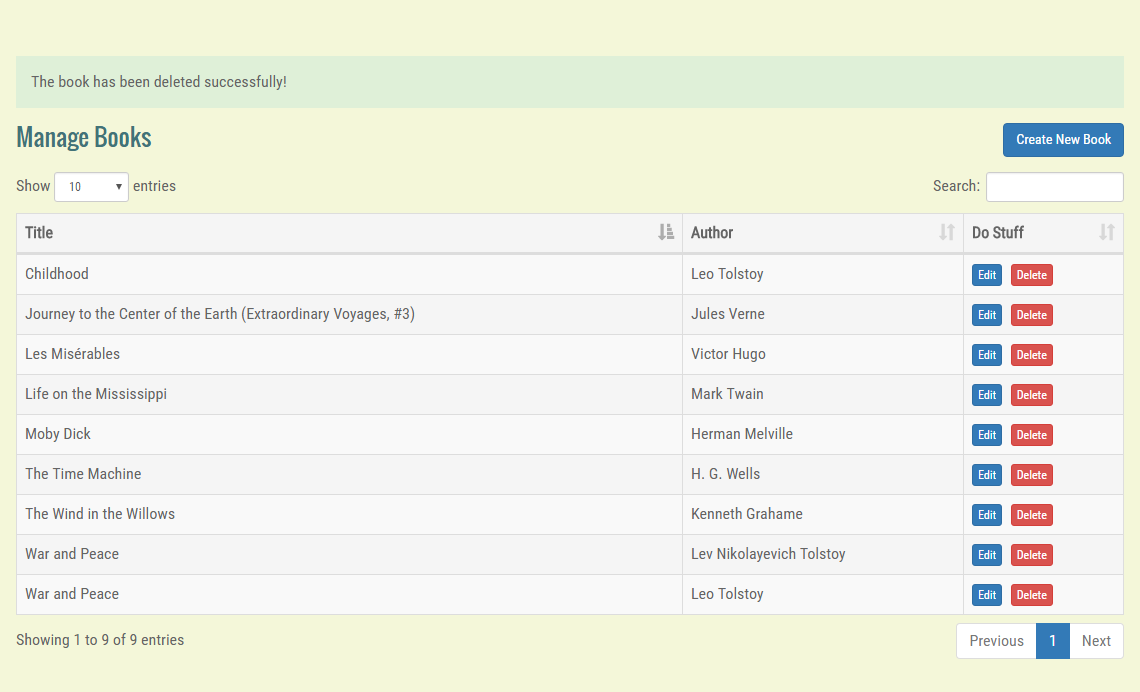 The book has been deleted successfully!
Manage Books
Create New Book
Show 10 entries
Search:
Title Author Do Stuff
Childhood Leo Tolstoy Edit Delete
Journey to the Center of the Earth (Extraordinary Voyages, #3) Jules Verne Edit Delete
Les Misérables Victor Hugo Edit Delete
Life on the Mississippi Mark Twain Edit Delete
Moby Dick Herman Melville Edit Delete
The Time Machine H. G. Wells Edit Delete
The Wind in the Willows Kenneth Grahame Edit Delete
War and Peace Lev Nikolayevich Tolstoy Edit Delete
War and Peace Leo Tolstoy Edit Delete
Showing 1 to 9 of 9 entries
Previous 1 Next